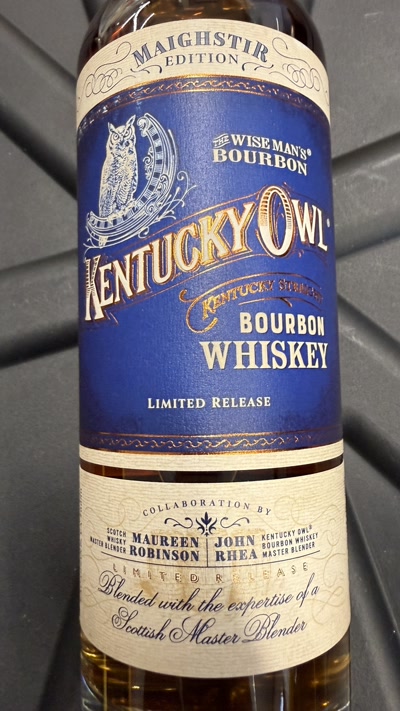 MAIGHSTIR
EDITION
THE WISE MAN'S®
BOURBON
KENTUCKY OWL®
KENTUCKY
BOURBON
WHISKEY
LIMITED RELEASE
COLLABORATION BY
SCOTCH WHISKY MASTER BLENDER MAUREEN ROBINSON
JOHN RHEA KENTUCKY OWL® BOURBON WHISKEY MASTER BLENDER
LIMITED RELEASE
Blended with the expertise of a
Scottish Master Blender